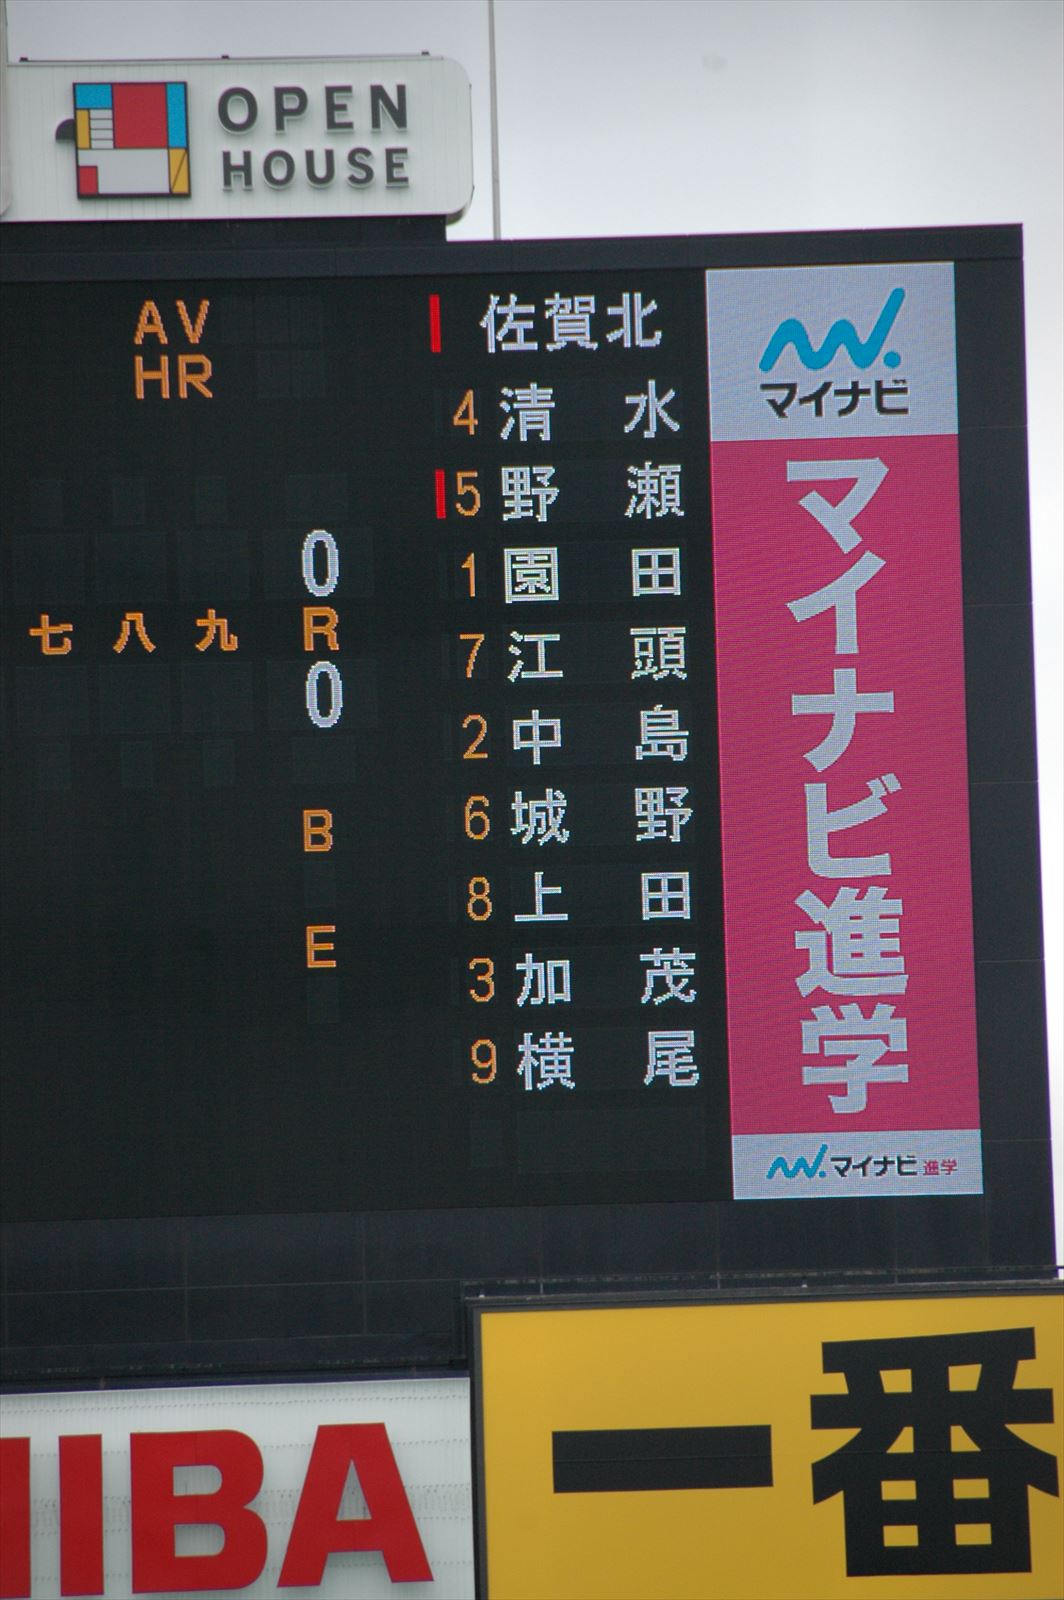 OPEN
HOUSE
AV
HR
佐賀北
4 清水
5 野瀬
1 園田
7 江頭
2 中島
6 城野
8 上田
3 加茂
9 横尾
0
七 八 九 R
0
B
E
マイナビ
マイナビ進学
マイナビ 進学
IBA
一番